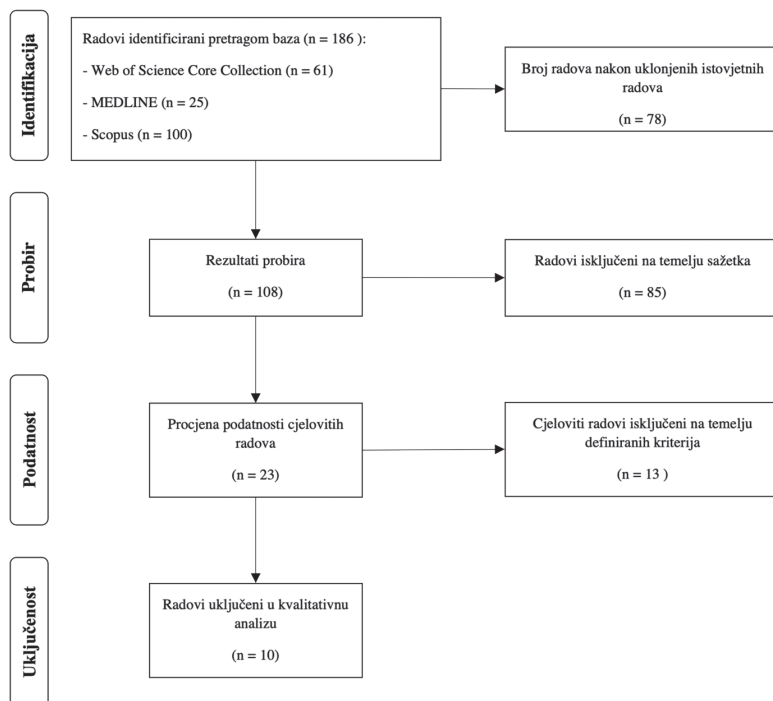 Identifikacija
Radovi identificirani pretragom baza (n = 186 ) :
- Web of Science Core Collection (n = 61)
- MEDLINE (n = 25)
- Scopus (n = 100)
Broj radova nakon uklonjenih istovjetnih
radova
(n = 78)
Probir
Rezultati probira
(n = 108)
Radovi isključeni na temelju sažetka
(n = 85)
Podatnost
Procjena podatnosti cjelovitih
radova
(n = 23)
Cjeloviti radovi isključeni na temelju
definiranih kriterija
(n = 13 )
Uključenost
Radovi uključeni u kvalitativnu
analizu
(n = 10)